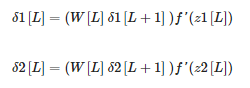 δ1[L] = (W[L] δ1[L + 1])f'(z1[L])
δ2[L] = (W[L] δ2[L + 1])f'(z2[L])